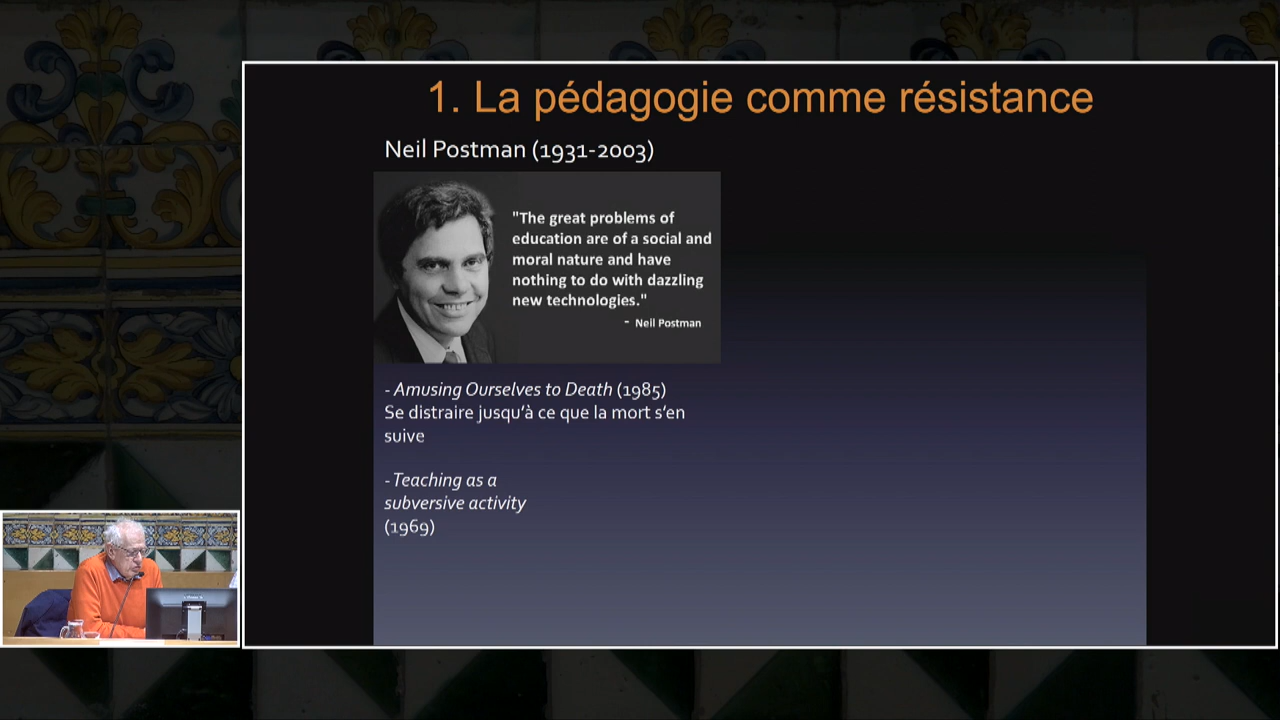 1. La pédagogie comme résistance
Neil Postman (1931-2003)
"The great problems of
education are of a social and
moral nature and have
nothing to do with dazzling
new technologies."
- Neil Postman
- Amusing Ourselves to Death (1985)
Se distraire jusqu'à ce que la mort s'en
suive
- Teaching as a
subversive activity
(1969)